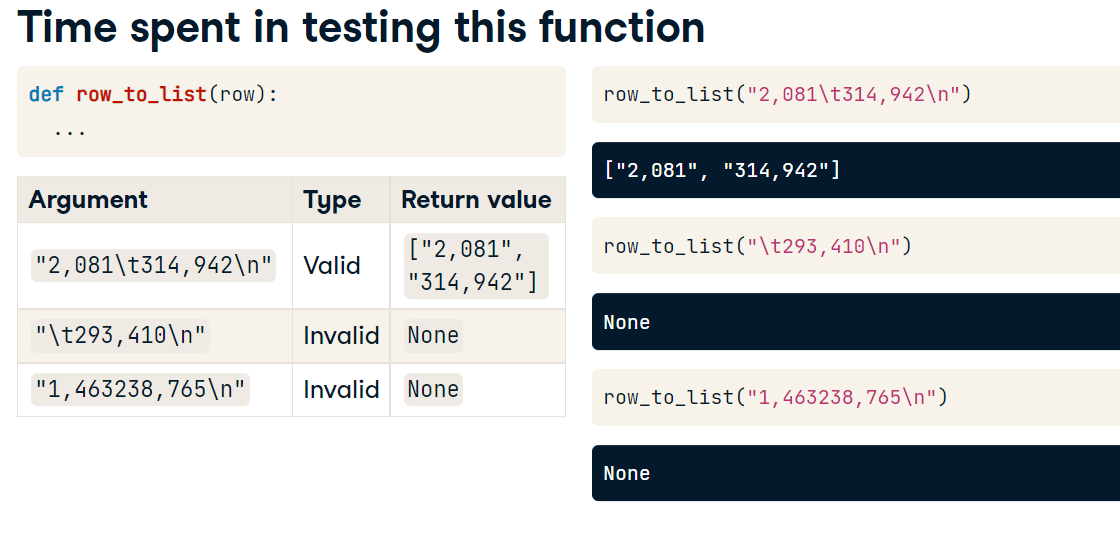 Time spent in testing this function
def row_to_list(row):
...
Argument Type Return value
"2,081\t314,942\n" Valid ["2,081",
"314,942"]
"\t293,410\n" Invalid None
"1,463238,765\n" Invalid None
row_to_list("2,081\t314,942\n")
["2,081", "314,942"]
row_to_list("\t293,410\n")
None
row_to_list("1,463238,765\n")
None